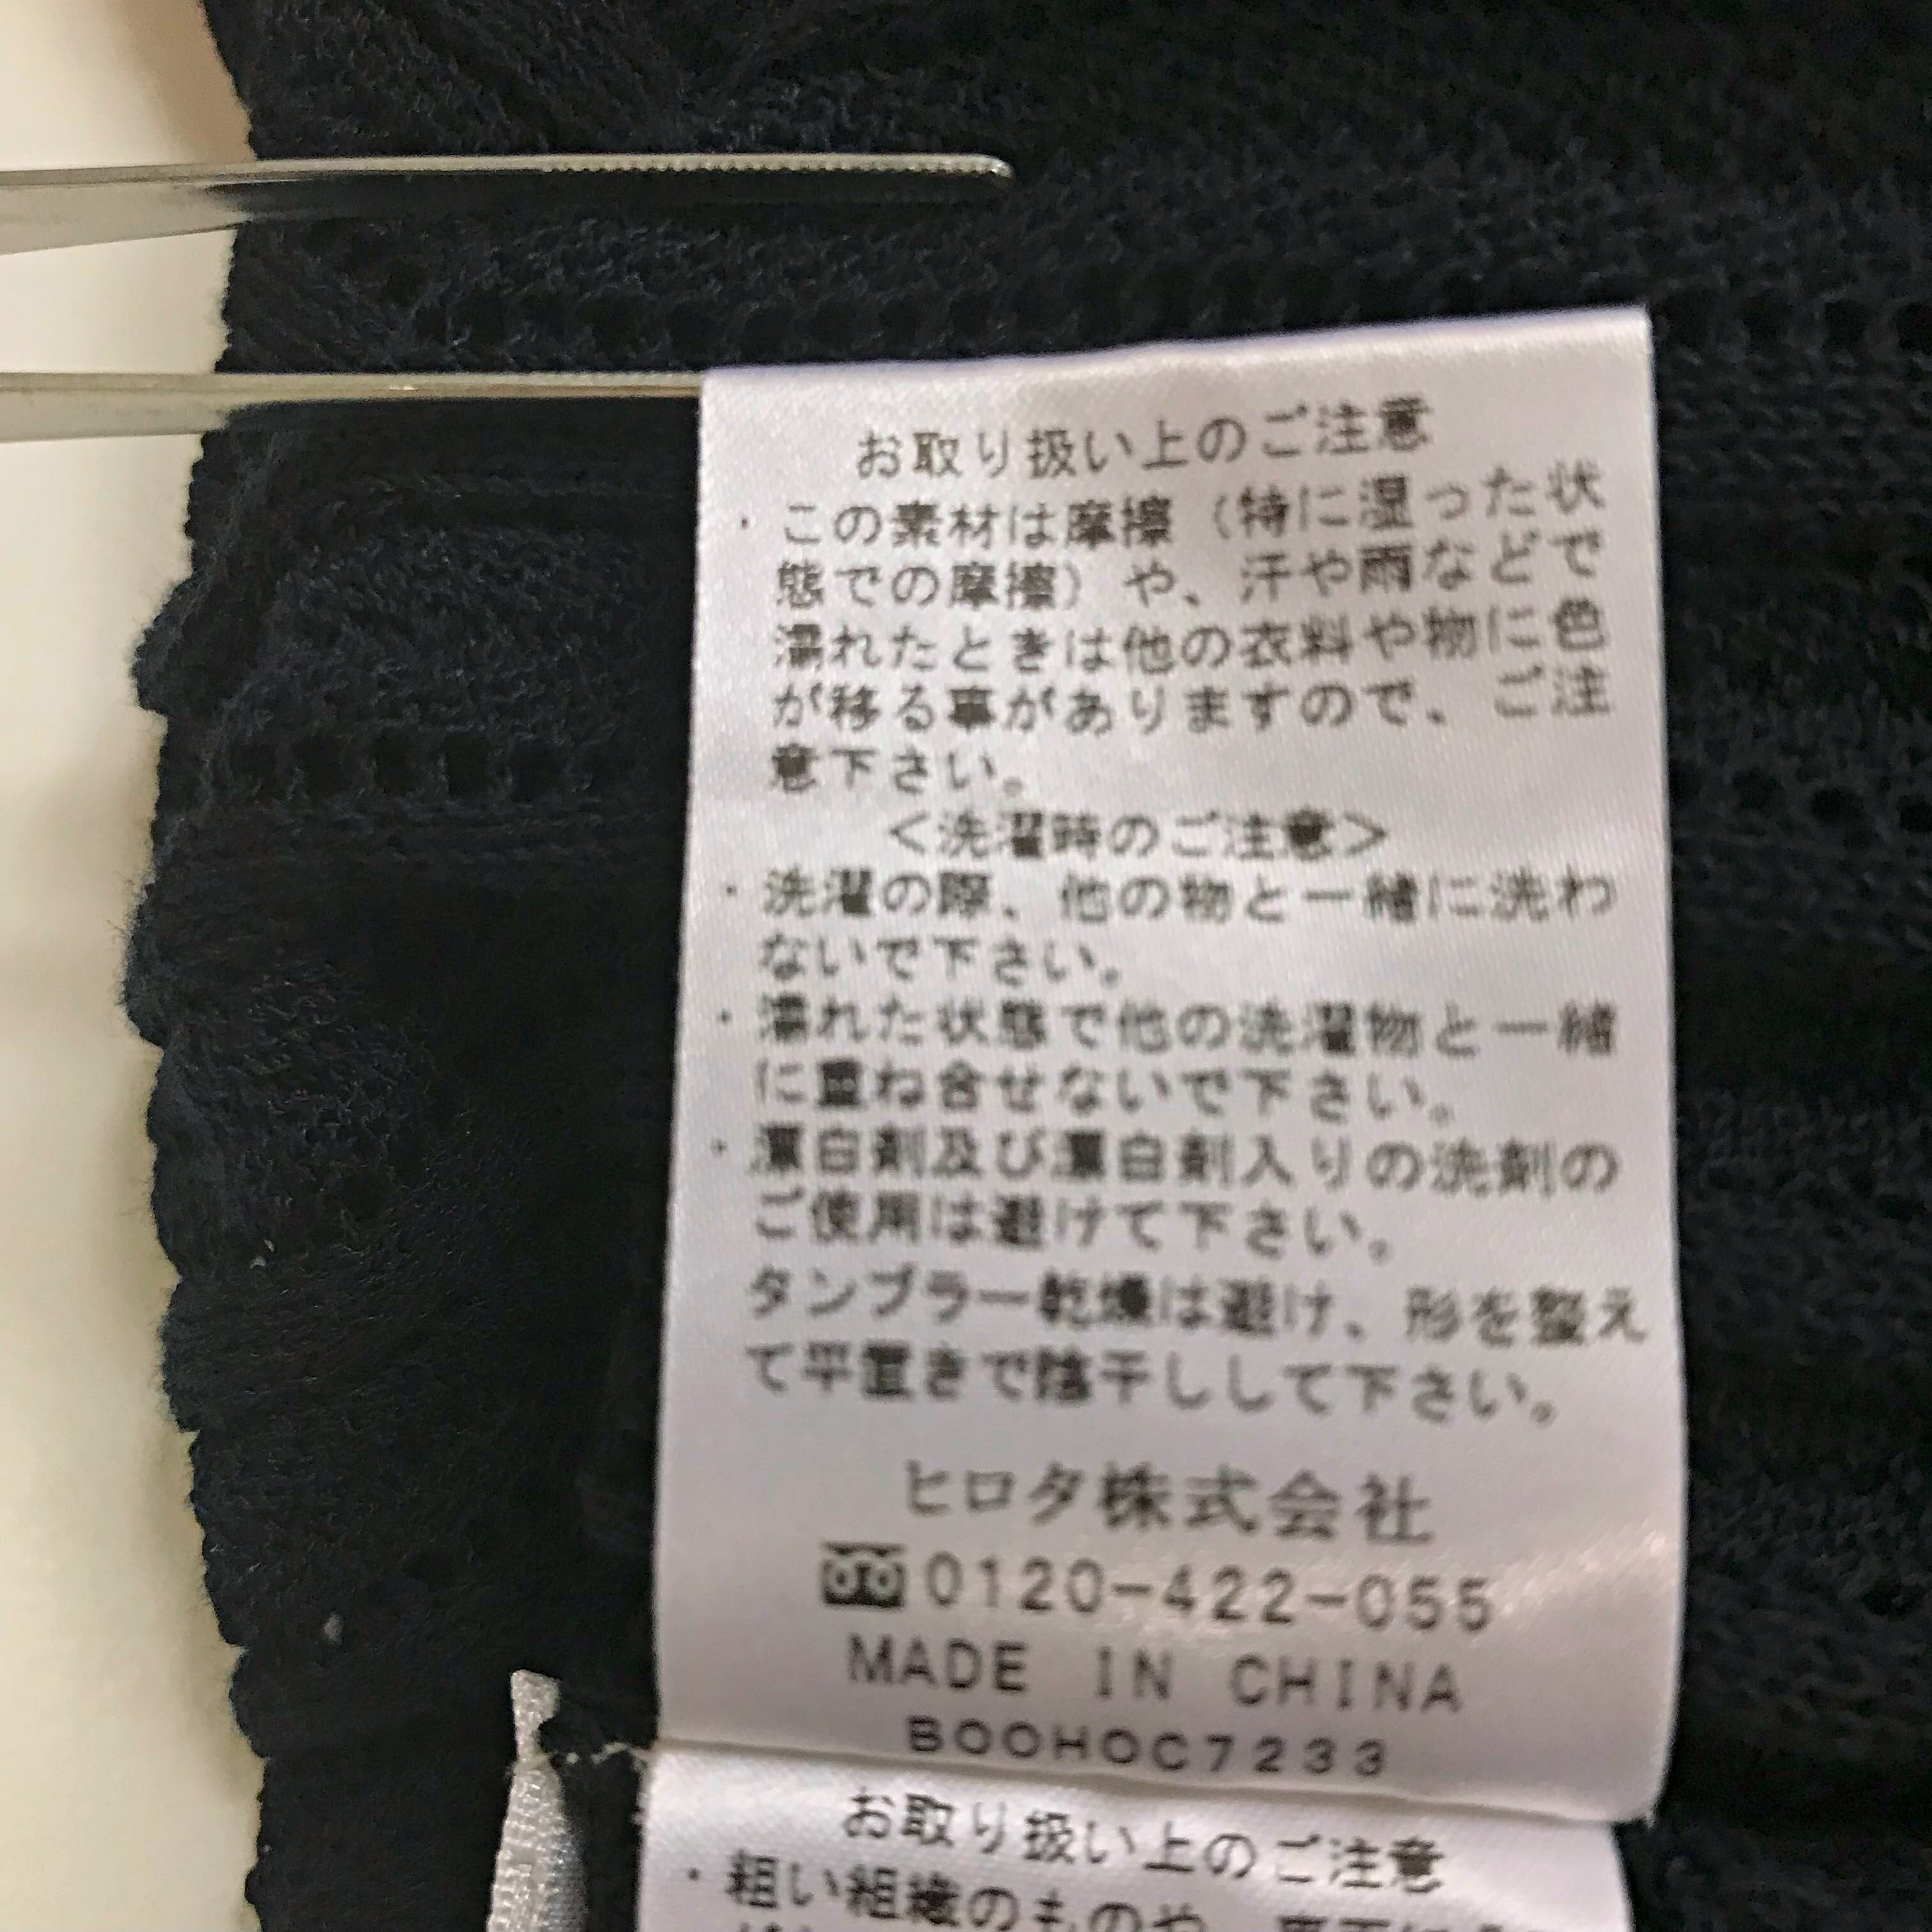 お取り扱い上のご注意
・この素材は摩擦（特に湿った状
態での摩擦）や、汗や雨などで
濡れたときは他の衣料や物に色
が移る事がありますので、ご注
意下さい。
＜洗濯時のご注意＞
・洗濯の際、他の物と一緒に洗わ
ないで下さい。
・濡れた状態で他の洗濯物と一緒
に重ね合せないで下さい。
・漂白剤及び漂白剤入りの洗剤の
ご使用は避けて下さい。
タンブラー乾燥は避け、形を整え
て平置きで陰干ししして下さい。
ヒロタ株式会社
0120-422-055
MADE IN CHINA
BOOHOC7233
お取り扱い上のご注意
・粗い組織のものや、